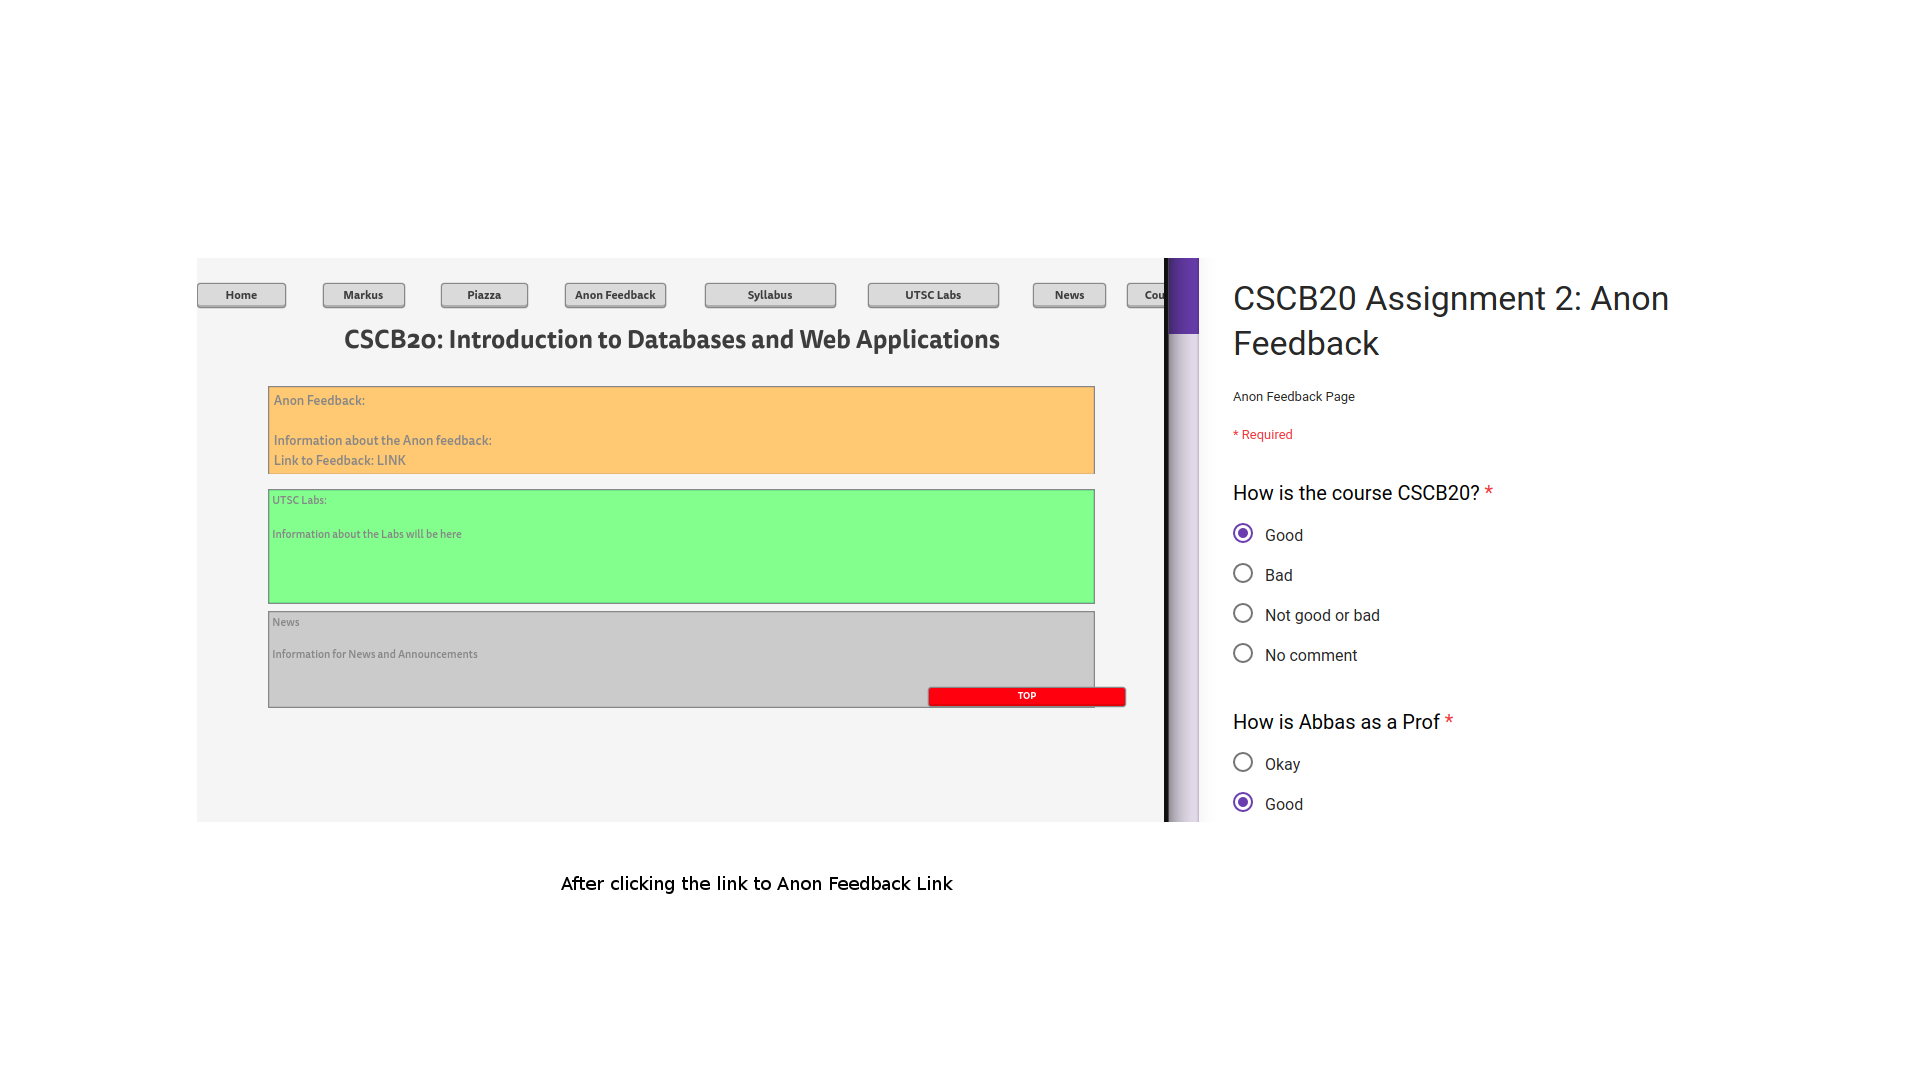 Home Markus Piazza Anon Feedback Syllabus UTSC Labs News Cou
CSCB20: Introduction to Databases and Web Applications
Anon Feedback:
Information about the Anon feedback:
Link to Feedback: LINK
UTSC Labs:
Information about the Labs will be here
News
Information for News and Announcements
TOP
CSCB20 Assignment 2: Anon
Feedback
Anon Feedback Page
* Required
How is the course CSCB20? *
Good
Bad
Not good or bad
No comment
How is Abbas as a Prof *
Okay
Good
After clicking the link to Anon Feedback Link